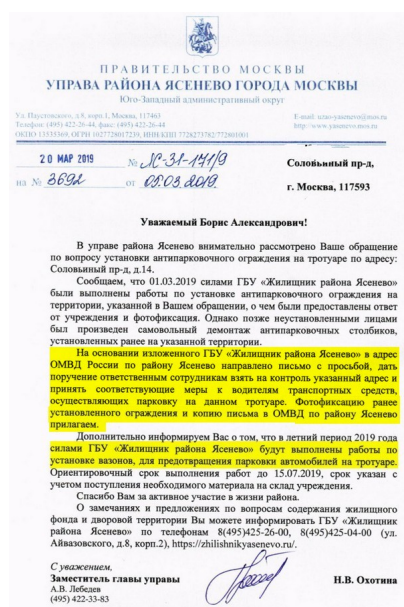 ПРАВИТЕЛЬСТВО МОСКВЫ
УПРАВА РАЙОНА ЯСЕНЕВО ГОРОДА МОСКВЫ
Юго-Западный административный округ
Ул. Паустовского, д.8, корп.1, Москва, 117463
E-mail: uzao-yasenevo@mos.ru
Телефон: (495) 422-26-44, факс: (495) 422-26-44
http://www.yasenevo.mos.ru
ОКПО 13535369, ОГРН 1027728017239, ИНН/КПП 7728273782/772801001
20 МАР 2019 № ЛС-31-171/9
на № 3692 от 05.03.2019
Соловьиный пр-д,
г. Москва, 117593
Уважаемый Борис Александрович!
В управе района Ясенево внимательно рассмотрено Ваше обращение
по вопросу установки антипарковочного ограждения на тротуаре по адресу:
Соловьиный пр-д, д.14.
Сообщаем, что 01.03.2019 силами ГБУ «Жилищник района Ясенево»
были выполнены работы по установке антипарковочного ограждения на
территории, указанной в Вашем обращении, о чем были предоставлены ответ
от учреждения и фотофиксация. Однако позже неустановленными лицами
был произведен самовольный демонтаж антипарковочных столбиков,
установленных ранее на указанной территории.
На основании изложенного ГБУ «Жилищник района Ясенево» в адрес
ОМВД России по району Ясенево направлено письмо с просьбой, дать
поручение ответственным сотрудникам взять на контроль указанный адрес и
принять соответствующие меры к водителям транспортных средств,
осуществляющих парковку на данном тротуаре. Фотофиксацию ранее
установленного ограждения и копию письма в ОМВД по району Ясенево
прилагаем.
Дополнительно информируем Вас о том, что в летний период 2019 года
силами ГБУ «Жилищник района Ясенево» будут выполнены работы по
установке вазонов, для предотвращения парковки автомобилей на тротуаре.
Ориентировочный срок выполнения работ до 15.07.2019, срок указан с
учетом поступления необходимого материала на склад учреждения.
Спасибо Вам за активное участие в жизни района.
О замечаниях и предложениях по вопросам содержания жилищного
фонда и дворовой территории Вы можете информировать ГБУ «Жилищник
района Ясенево» по телефонам 8(495)425-26-00, 8(495)425-04-00 (ул.
Айвазовского, д.8, корп.2), https://zhilishnikyasenevo.ru/.
С уважением,
Заместитель главы управы
Н.В. Охотина
А.В. Лебедев
(495) 422-33-83